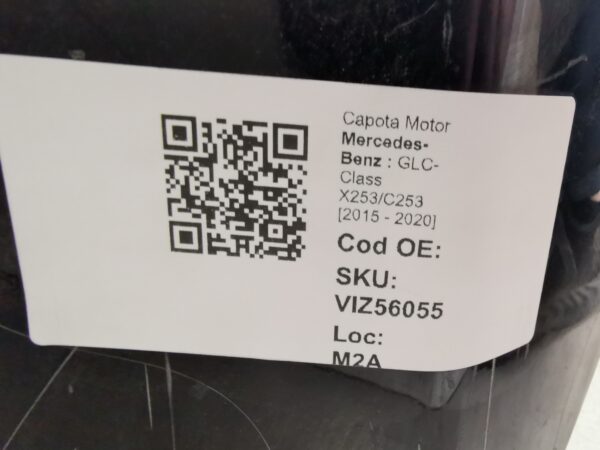 Capota Motor
Mercedes-
Benz : GLC-
Class
X253/C253
[2015 - 2020]
Cod OE:
SKU:
VIZ56055
Loc:
M2A